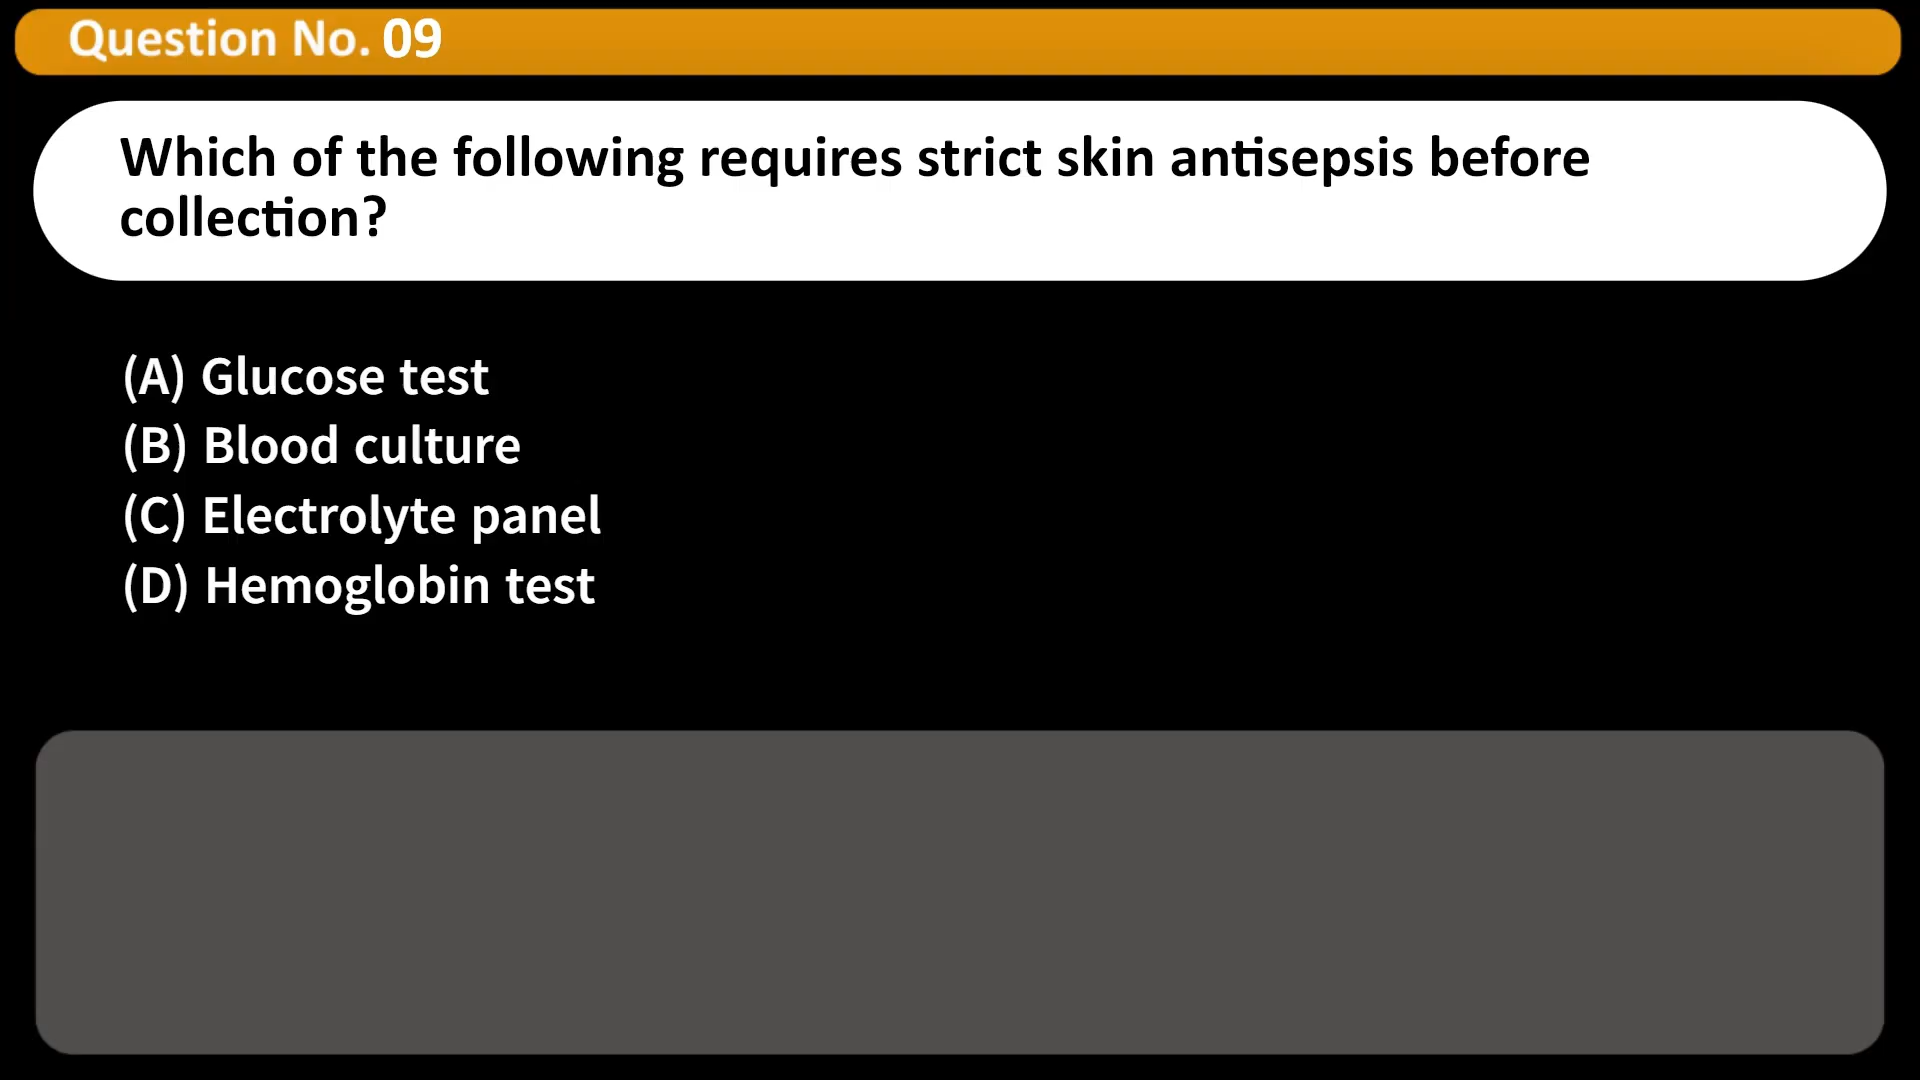 Question No. 09
Which of the following requires strict skin antisepsis before
collection?
(A) Glucose test
(B) Blood culture
(C) Electrolyte panel
(D) Hemoglobin test